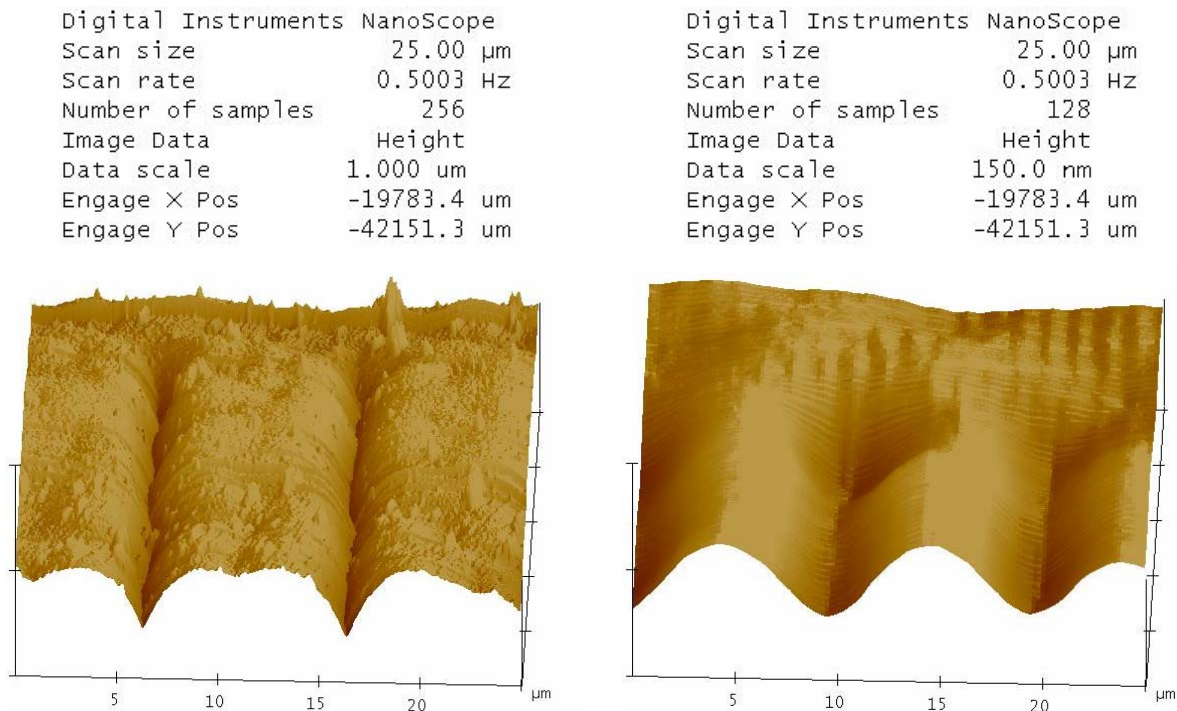 Digital Instruments NanoScope
Scan size 25.00 µm
Scan rate 0.5003 Hz
Number of samples 256
Image Data Height
Data scale 1.000 um
Engage X Pos -19783.4 um
Engage Y Pos -42151.3 um
5 10 15 20 µm
Digital Instruments NanoScope
Scan size 25.00 µm
Scan rate 0.5003 Hz
Number of samples 128
Image Data Height
Data scale 150.0 nm
Engage X Pos -19783.4 um
Engage Y Pos -42151.3 um
5 10 15 20 µm